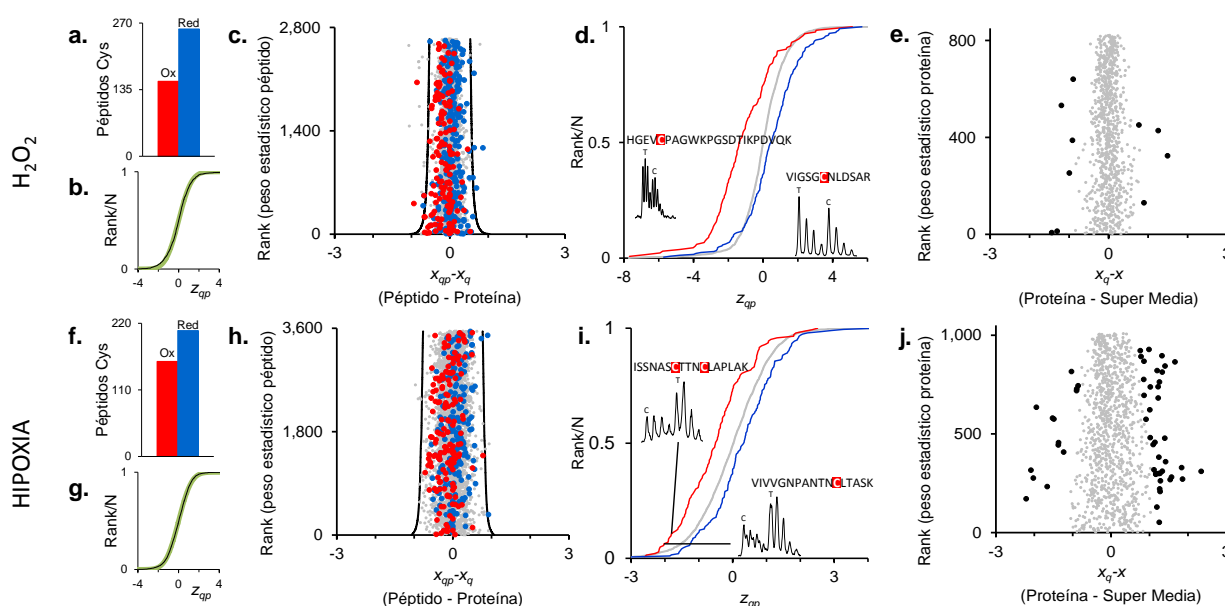 H2O2
a.
Péptidos Cys
270
135
0
Ox
Red
b.
Rank/N
1
0
-4
0
4
zqp
c.
Rank (peso estadístico péptido)
2,800
1,400
0
-3
0
3
xqp-xq
(Péptido - Proteína)
d.
Rank/N
1
0.5
0
HGEVCPAGWKPGSDTIKPDVQK
T
C
VIGSGCNLDSAR
T
C
-8
-4
0
4
zqp
e.
Rank (peso estadístico proteína)
800
400
0
-3
0
3
xq-x
(Proteína - Super Media)
HIPOXIA
f.
Péptidos Cys
220
110
0
Ox
Red
g.
Rank/N
1
0
-4
0
4
zqp
h.
Rank (peso estadístico péptido)
3,600
1,800
0
-3
0
3
xqp-xq
(Péptido - Proteína)
i.
Rank/N
1
0.5
0
ISSNASCTTNCLAPLAK
C
T
VIVVGNPANTNCLTASK
C
T
-3
0
3
zqp
j.
Rank (peso estadístico proteína)
1,000
500
0
-3
0
3
xq-x
(Proteína - Super Media)